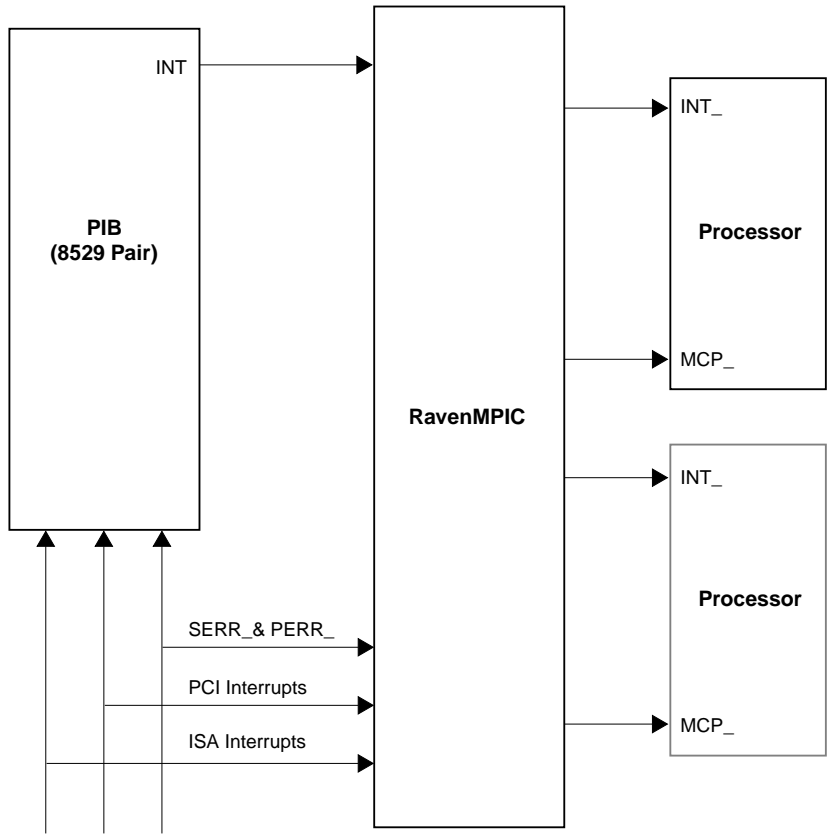 INT
PIB
(8529 Pair)
RavenMPIC
INT_
Processor
MCP_
INT_
Processor
MCP_
SERR_& PERR_
PCI Interrupts
ISA Interrupts